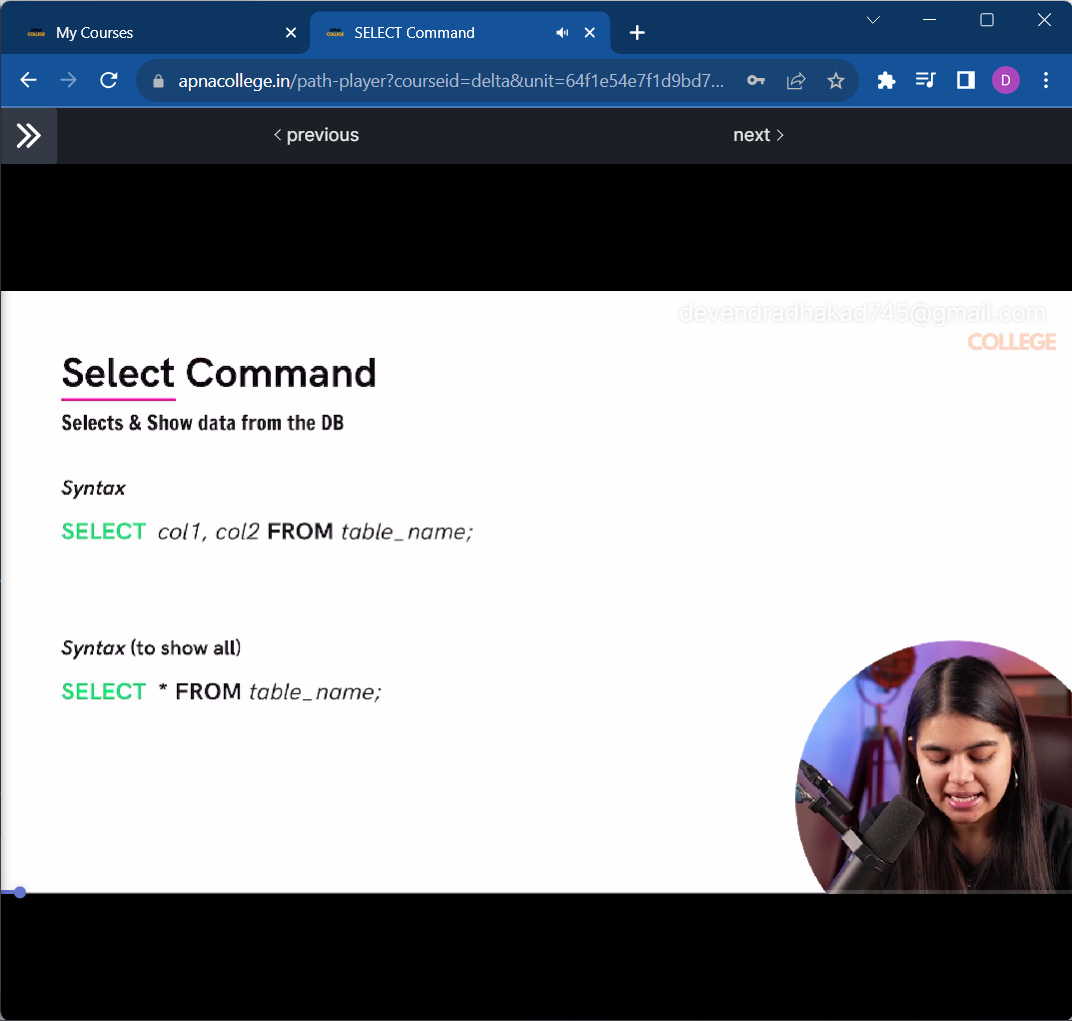 My Courses
SELECT Command
apnacollege.in/path-player?courseid=delta&unit=64f1e54e7f1d9bd7...
D
previous
next
devendradhakad745@gmail.com
COLLEGE
Select Command
Selects & Show data from the DB
Syntax
SELECT col1, col2 FROM table_name;
Syntax (to show all)
SELECT * FROM table_name;